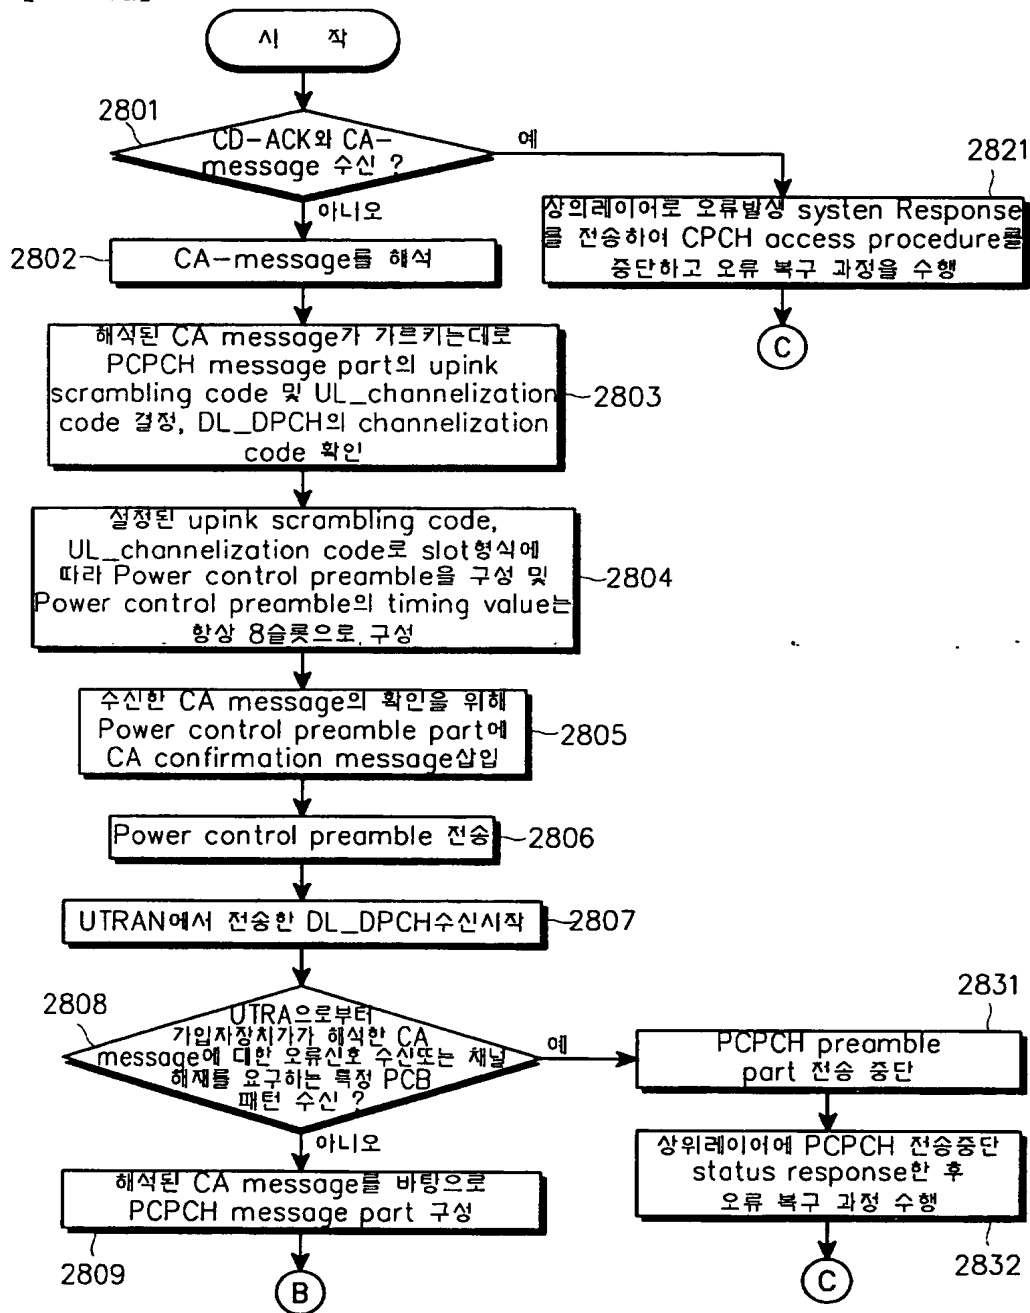 시 작
2801
CD-ACK와 CA-
message 수신 ?
예
아니오
2821
상의레이어로 오류발생 systen Response
를 전송하여 CPCH access procedure를
중단하고 오류 복구 과정을 수행
C
2802
CA-message를 해석
해석된 CA message가 가르키는대로
PCPCH message part의 upink
scrambling code 및 UL_channelization
code 결정, DL_DPCH의 channelization
code 확인
2803
설정된 upink scrambling code,
UL_channelization code로 slot형식에
따라 Power control preamble을 구성 및
Power control preamble의 timing value는
항상 8슬롯으로 구성
2804
수신한 CA message의 확인을 위해
Power control preamble part에
CA confirmation message삽입
2805
Power control preamble 전송
2806
UTRAN에서 전송한 DL_DPCH수신시작
2807
2808
UTRA으로부터
가입자장치가가 해석한 CA
message에 대한 오류신호 수신또는 채널
해재를 요구하는 특정 PCB
패턴 수신 ?
예
아니오
2831
PCPCH preamble
part 전송 중단
상위레이어에 PCPCH 전송중단
status response한 후
오류 복구 과정 수행
2832
C
해석된 CA message를 바탕으로
PCPCH message part 구성
2809
B